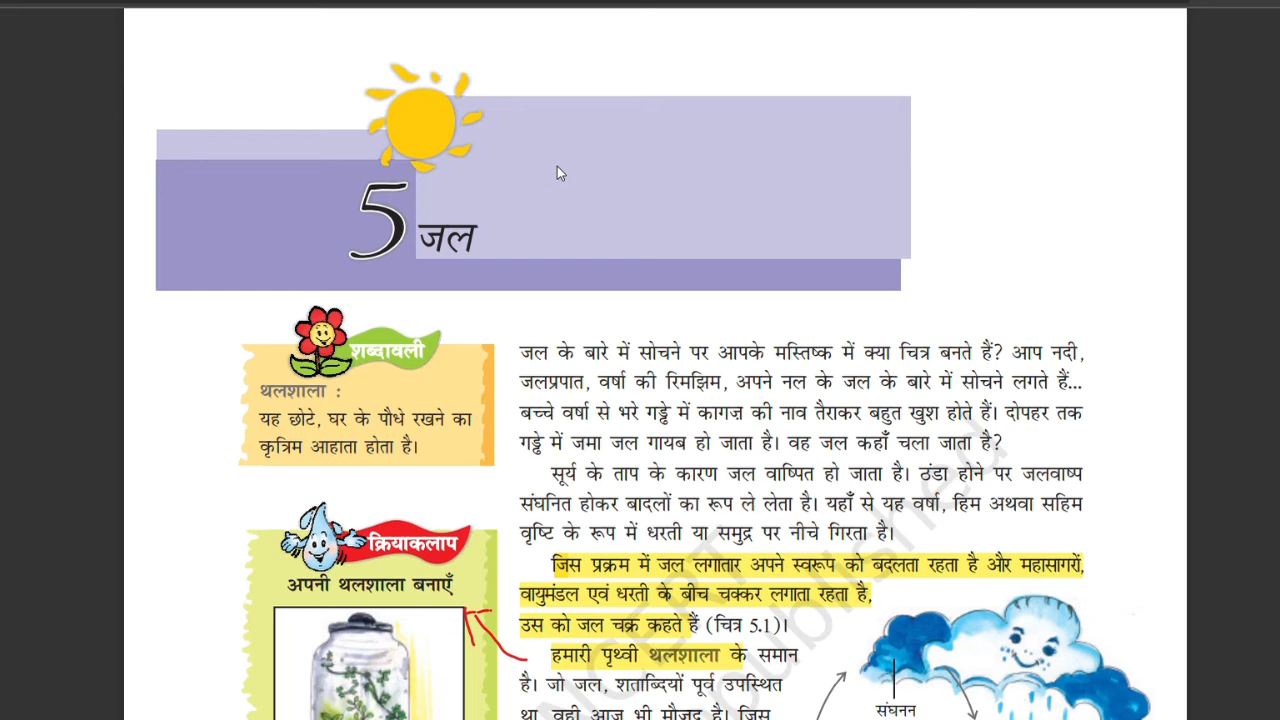 5 जल
शब्दावली
थलशाला :
यह छोटे, घर के पौधे रखने का
कृत्रिम आहाता होता है।
क्रियाकलाप
अपनी थलशाला बनाएँ
जल के बारे में सोचने पर आपके मस्तिष्क में क्या चित्र बनते हैं? आप नदी,
जलप्रपात, वर्षा की रिमझिम, अपने नल के जल के बारे में सोचने लगते हैं...
बच्चे वर्षा से भरे गड्ढे में कागज की नाव तैराकर बहुत खुश होते हैं। दोपहर तक
गड्ढे में जमा जल गायब हो जाता है। वह जल कहाँ चला जाता है?
सूर्य के ताप के कारण जल वाष्पित हो जाता है। ठंडा होने पर जलवाष्प
संघनित होकर बादलों का रूप ले लेता है। यहाँ से यह वर्षा, हिम अथवा सहिम
वृष्टि के रूप में धरती या समुद्र पर नीचे गिरता है।
जिस प्रक्रम में जल लगातार अपने स्वरूप को बदलता रहता है और महासागरों,
वायुमंडल एवं धरती के बीच चक्कर लगाता रहता है,
उस को जल चक्र कहते हैं (चित्र 5.1)।
हमारी पृथ्वी थलशाला के समान
है। जो जल, शताब्दियों पूर्व उपस्थित
था, वही आज भी मौजूद है। जिस
संघनन
NCERT
published